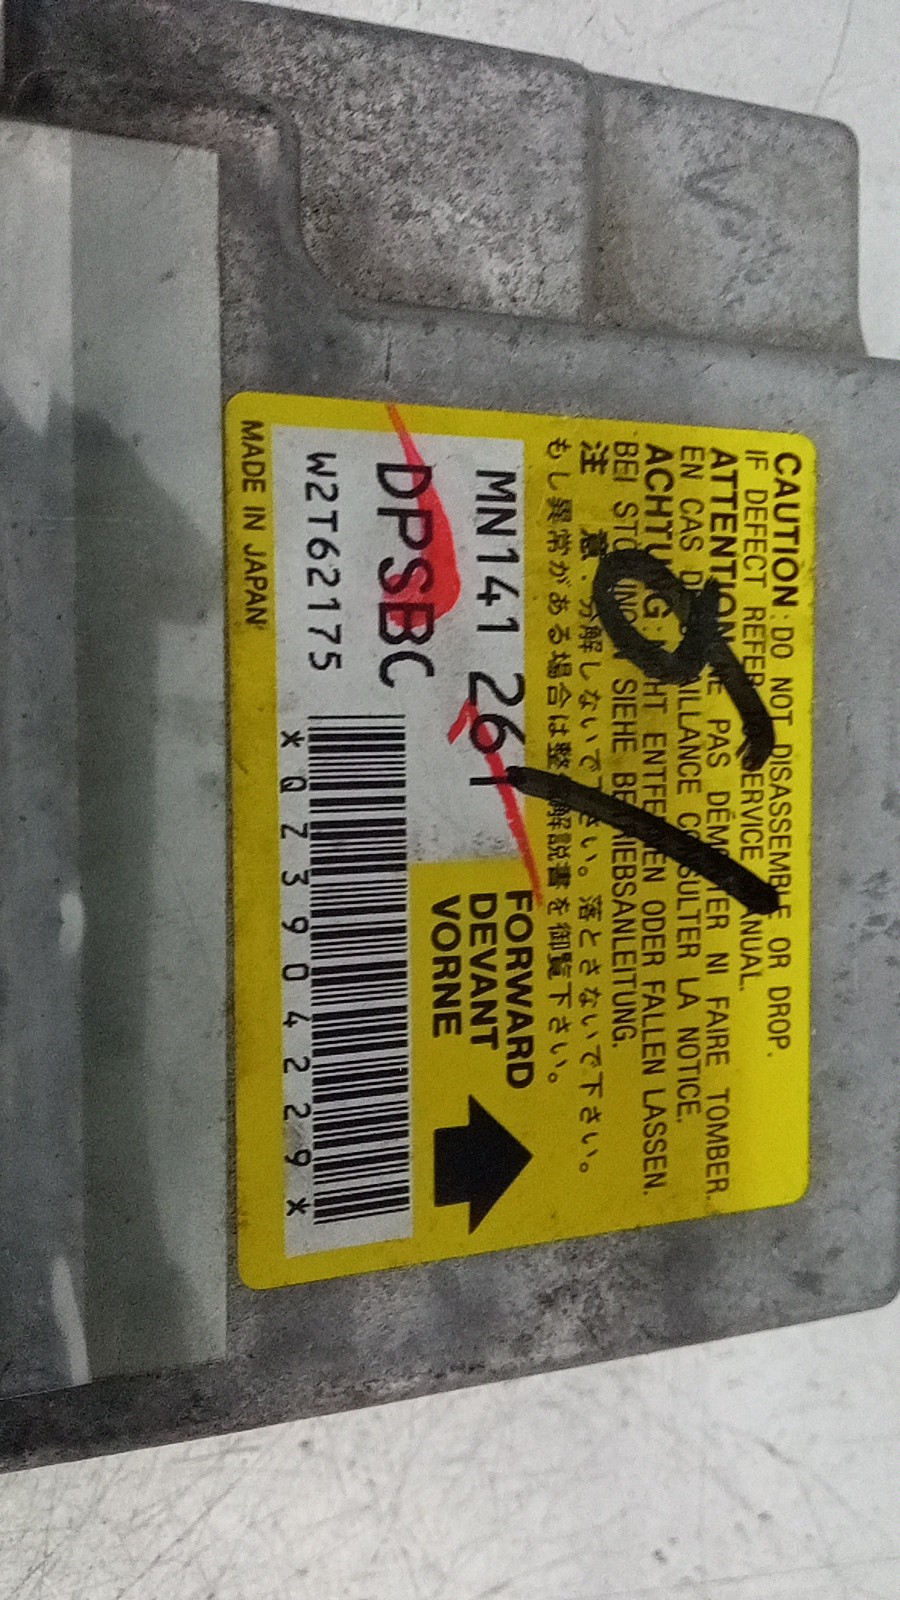 CAUTION : DO NOT DISASSEMBLE OR DROP.
IF DEFECT REFER SERVICE MANUAL.
ATTENTION : NE PAS DÉMONTER NI FAIRE TOMBER.
EN CAS DE DÉFAILLANCE CONSULTER LA NOTICE.
ACHTUNG : NICHT ENTFERNEN ODER FALLEN LASSEN.
BEI STÖRUNG SIEHE BETRIEBSANLEITUNG.
注 意 : 分解しないで下さい。落とさないで下さい。
もし異常がある場合は整備解説書を御覧下さい。
MN141 261
DPSBC
W2T62175
FORWARD
DEVANT
VORNE
*QZ3904229*
MADE IN JAPAN